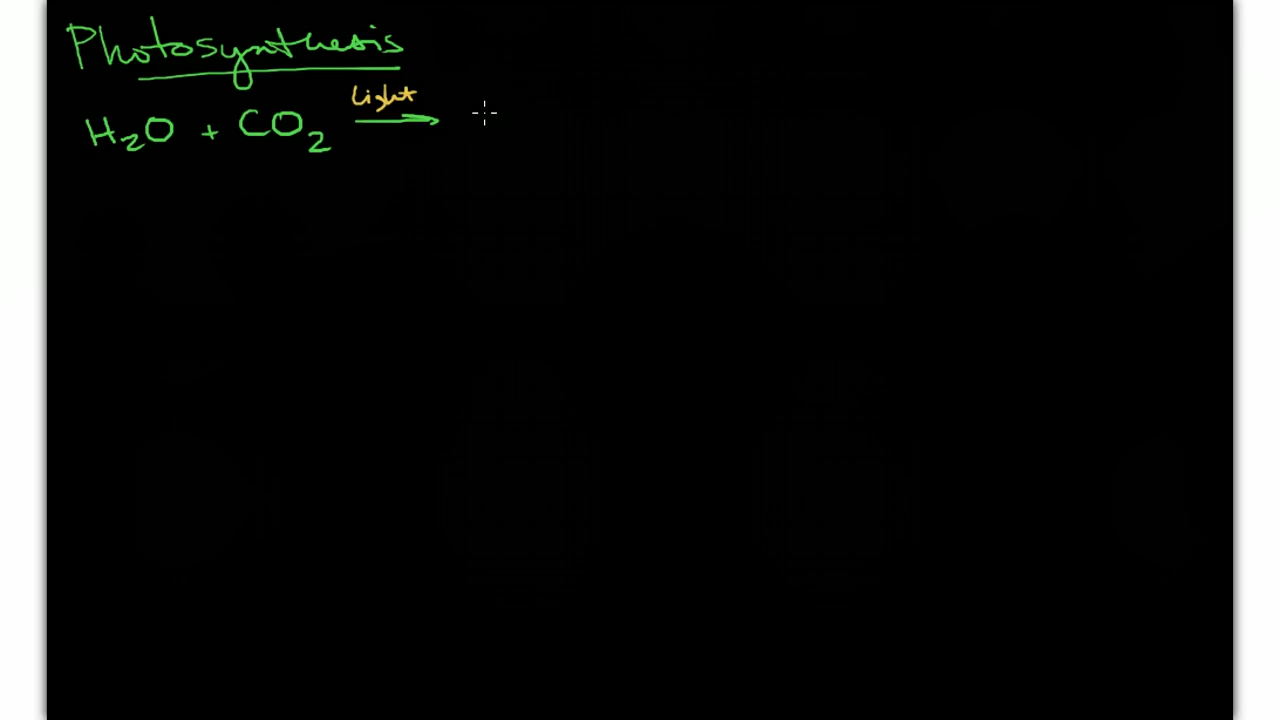 Photosynthesis
Light
H₂O + CO₂ →